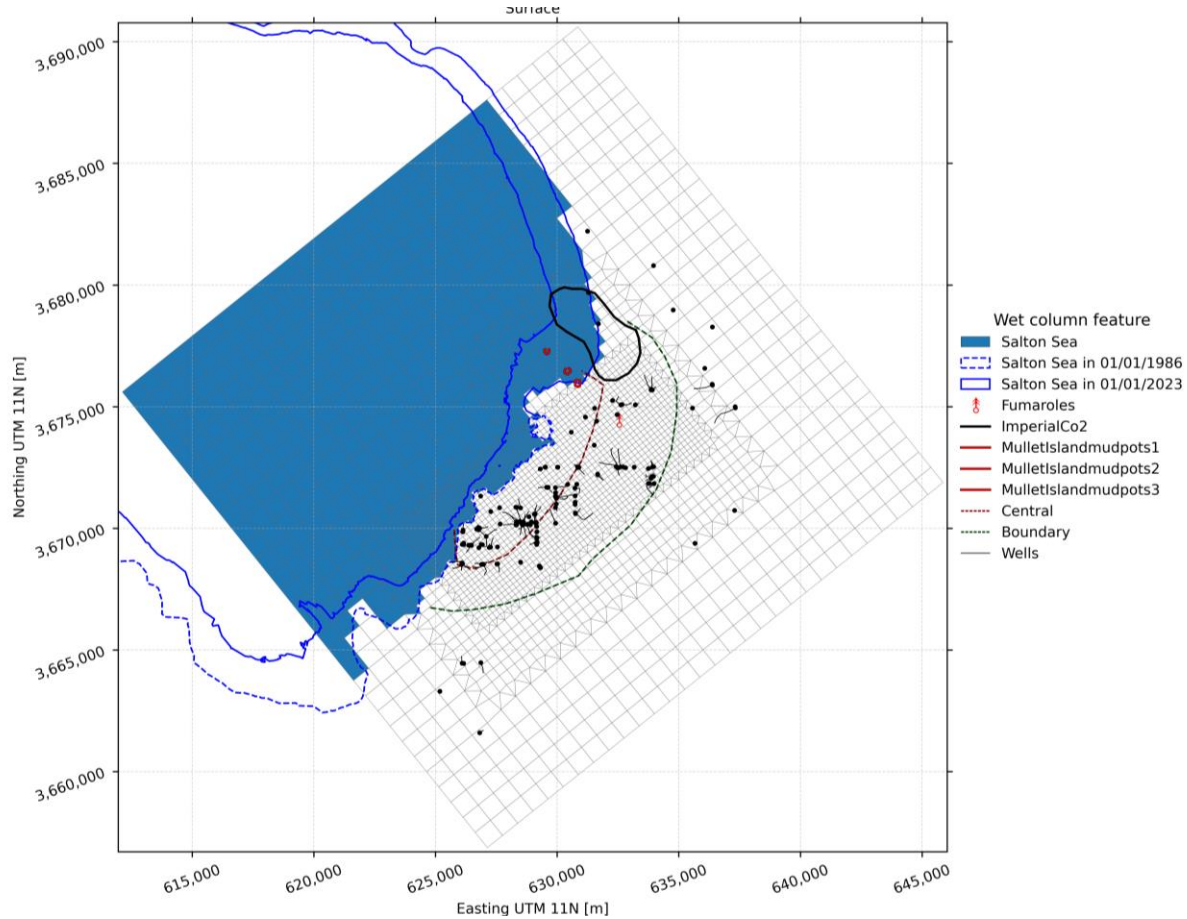 Surface
3,690,000
3,685,000
3,680,000
3,675,000
3,670,000
3,665,000
3,660,000
Northing UTM 11N [m]
615,000
620,000
625,000
630,000
635,000
640,000
645,000
Easting UTM 11N [m]
Wet column feature
Salton Sea
Salton Sea in 01/01/1986
Salton Sea in 01/01/2023
Fumaroles
ImperialCo2
MulletIslandmudpots1
MulletIslandmudpots2
MulletIslandmudpots3
Central
Boundary
Wells